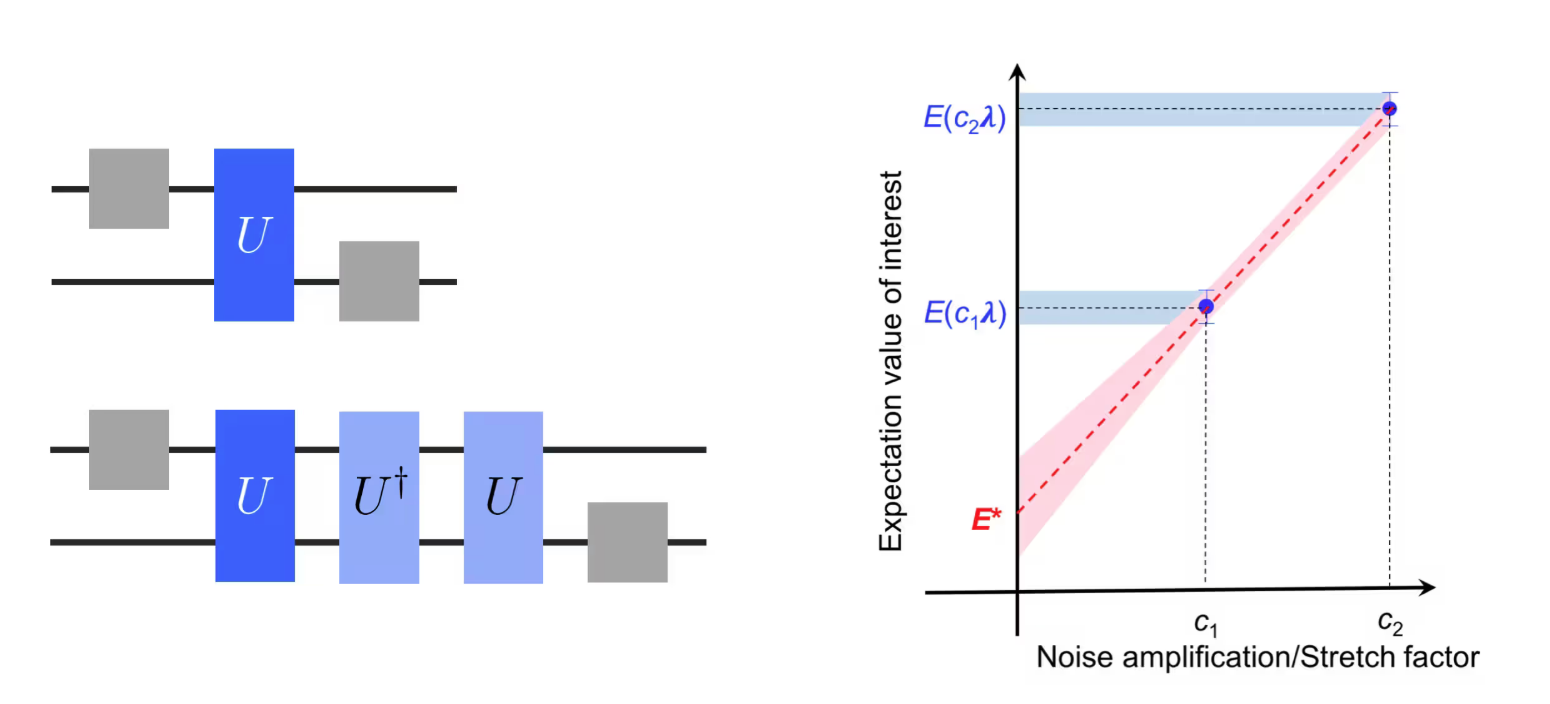 U
U
U†
U
Expectation value of interest
E(c₂λ)
E(c₁λ)
E*
c₁
c₂
Noise amplification/Stretch factor